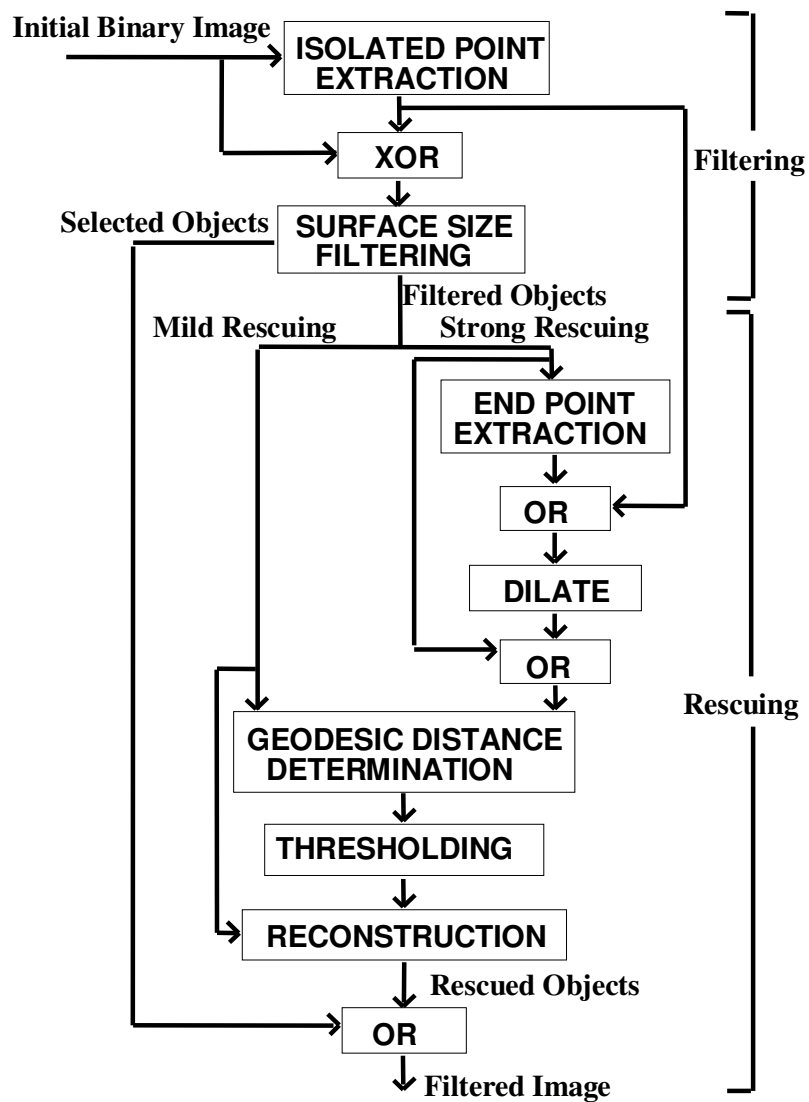 Initial Binary Image
ISOLATED POINT
EXTRACTION
XOR
Filtering
Selected Objects
SURFACE SIZE
FILTERING
Filtered Objects
Mild Rescuing
Strong Rescuing
END POINT
EXTRACTION
OR
DILATE
OR
Rescuing
GEODESIC DISTANCE
DETERMINATION
THRESHOLDING
RECONSTRUCTION
Rescued Objects
OR
Filtered Image